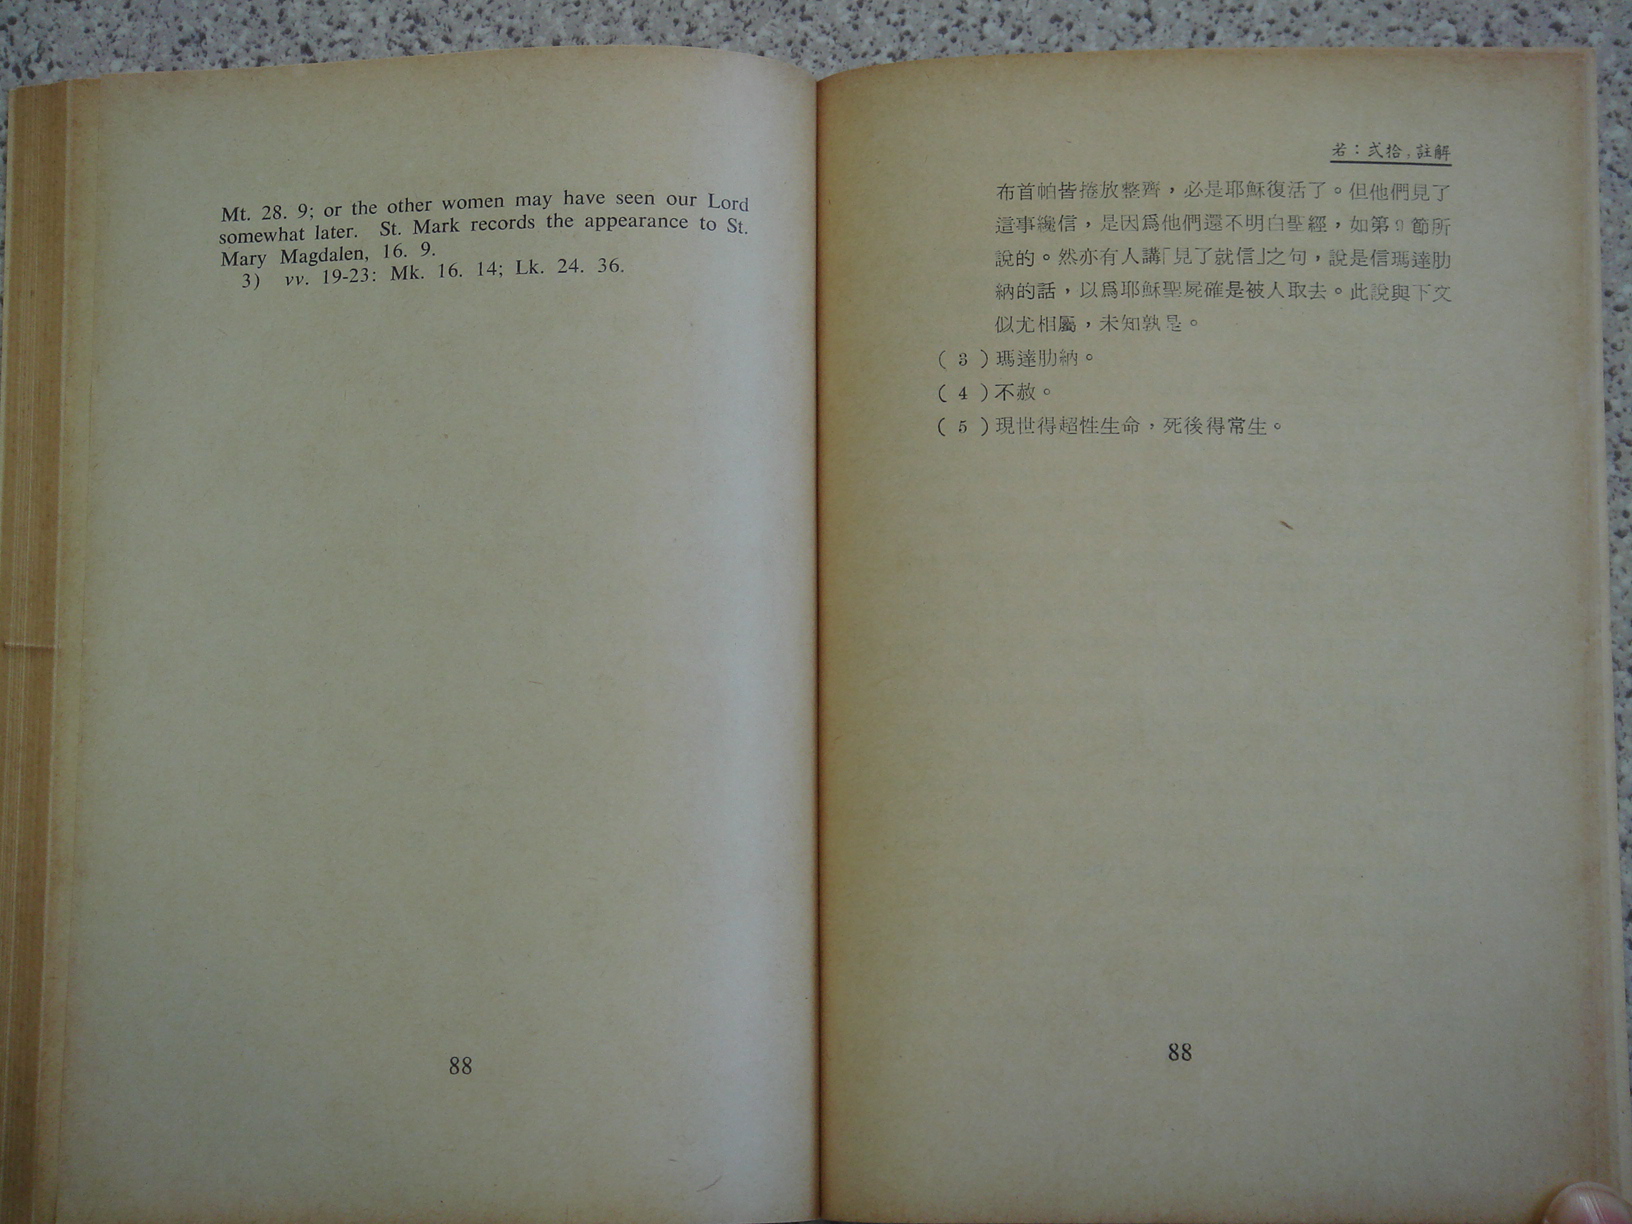 Mt. 28. 9; or the other women may have seen our Lord
somewhat later. St. Mark records the appearance to St.
Mary Magdalen, 16. 9.
3) vv. 19-23: Mk. 16. 14; Lk. 24. 36.
88
若：弍拾，註解
布首帕皆捲放整齊，必是耶穌復活了。但他們見了
這事纔信，是因爲他們還不明白聖經，如第9節所
說的。然亦有人講「見了就信」之句，說是信瑪達肋
納的話，以爲耶穌聖屍確是被人取去。此說與下文
似尤相屬，未知孰是。
( 3 )瑪達肋納。
( 4 )不赦。
( 5 )現世得超性生命，死後得常生。
88